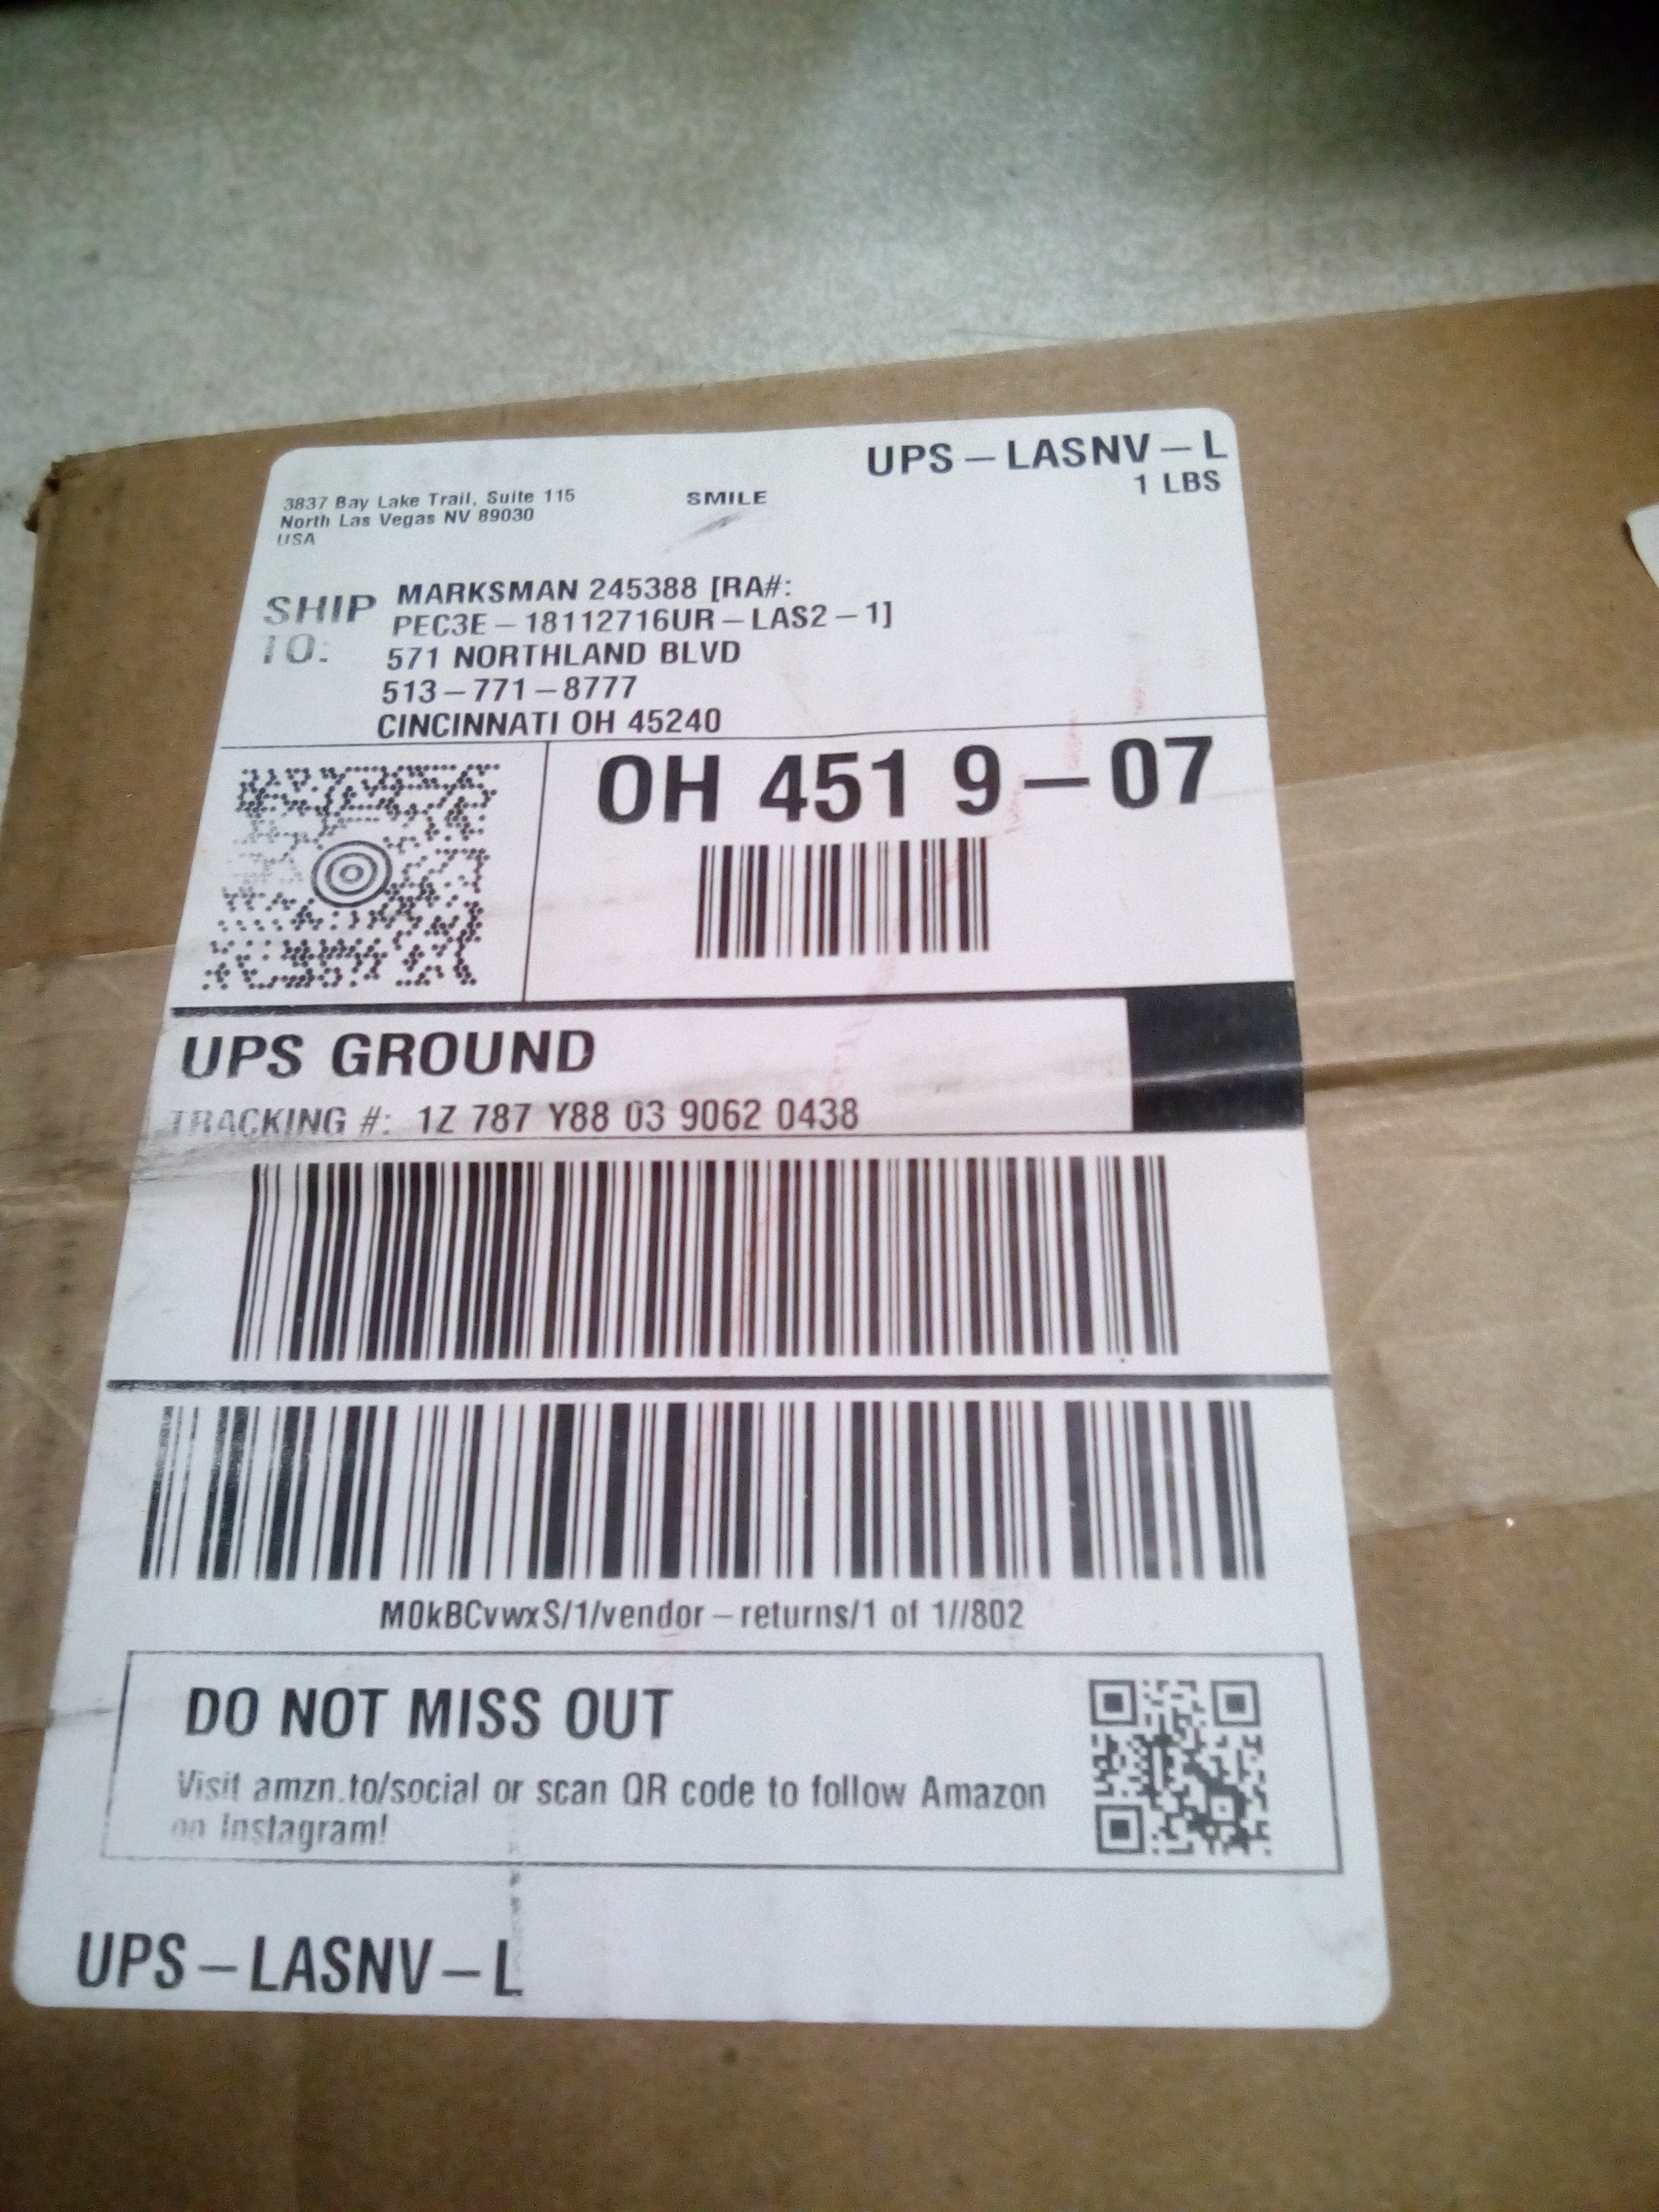 UPS – LASNV – L
1 LBS
3837 Bay Lake Trail, Suite 115
North Las Vegas NV 89030
USA
SMILE
SHIP TO:
MARKSMAN 245388 [RA#:
PEC3E – 18112716UR – LAS2 – 1]
571 NORTHLAND BLVD
513 – 771 – 8777
CINCINNATI OH 45240
OH 451 9 – 07
UPS GROUND
TRACKING #: 1Z 787 Y88 03 9062 0438
M0kBCvwxS/1/vendor – returns/1 of 1//802
DO NOT MISS OUT
Visit amzn.to/social or scan QR code to follow Amazon
on Instagram!
UPS – LASNV – L